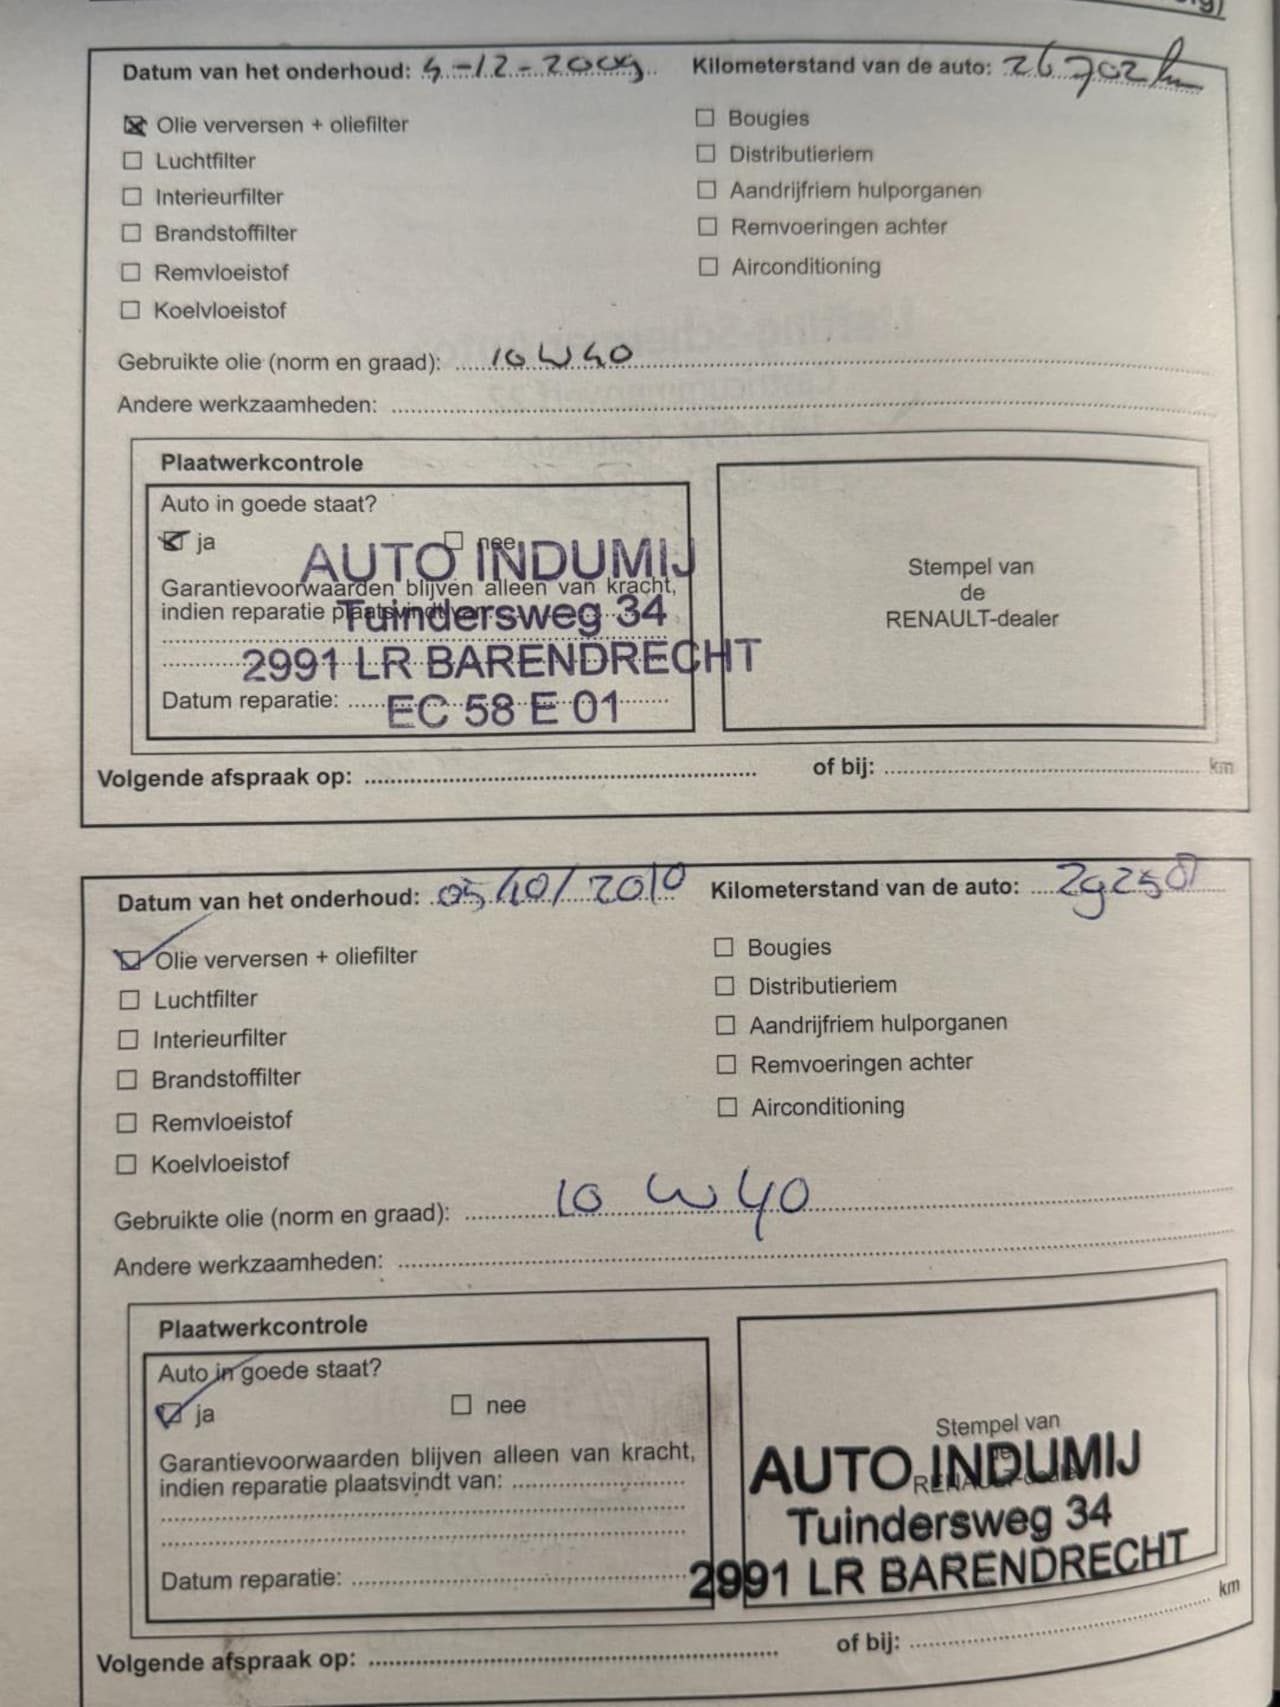 Datum van het onderhoud: 4-12-2009 Kilometerstand van de auto: 26702 km
Olie verversen + oliefilter
Luchtfilter
Interieurfilter
Brandstoffilter
Remvloeistof
Koelvloeistof
Bougies
Distributieriem
Aandrijfriem hulporganen
Remvoeringen achter
Airconditioning
Gebruikte olie (norm en graad): 10 W 40
Andere werkzaamheden:
Plaatwerkcontrole
Auto in goede staat?
ja nee
Garantievoorwaarden blijven alleen van kracht,
indien reparatie plaatsvindt
Datum reparatie:
AUTO INDUMIJ
Tuindersweg 34
2991 LR BARENDRECHT
EC 58 E 01
Stempel van
de
RENAULT-dealer
Volgende afspraak op: of bij: km
Datum van het onderhoud: 05/10/2010 Kilometerstand van de auto: 29250
Olie verversen + oliefilter
Luchtfilter
Interieurfilter
Brandstoffilter
Remvloeistof
Koelvloeistof
Bougies
Distributieriem
Aandrijfriem hulporganen
Remvoeringen achter
Airconditioning
Gebruikte olie (norm en graad): 10 W 40
Andere werkzaamheden:
Plaatwerkcontrole
Auto in goede staat?
ja nee
Garantievoorwaarden blijven alleen van kracht,
indien reparatie plaatsvindt van:
Datum reparatie:
Stempel van
AUTO INDUMIJ
Tuindersweg 34
2991 LR BARENDRECHT
Volgende afspraak op: of bij: km